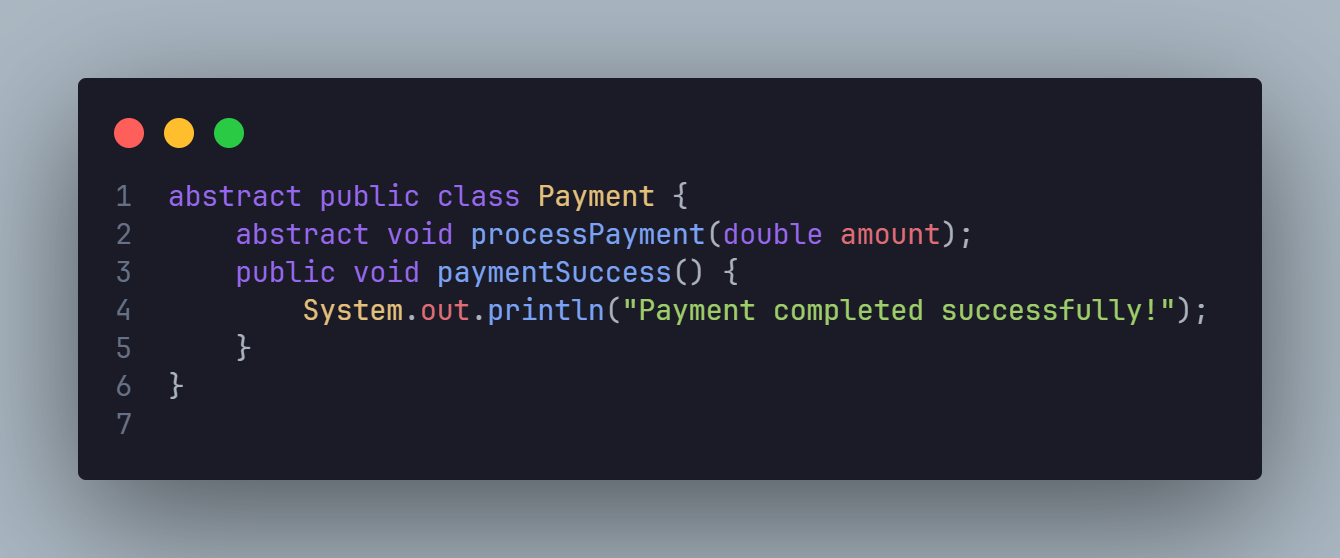 1 abstract public class Payment {
2     abstract void processPayment(double amount);
3     public void paymentSuccess() {
4         System.out.println("Payment completed successfully!");
5     }
6 }
7